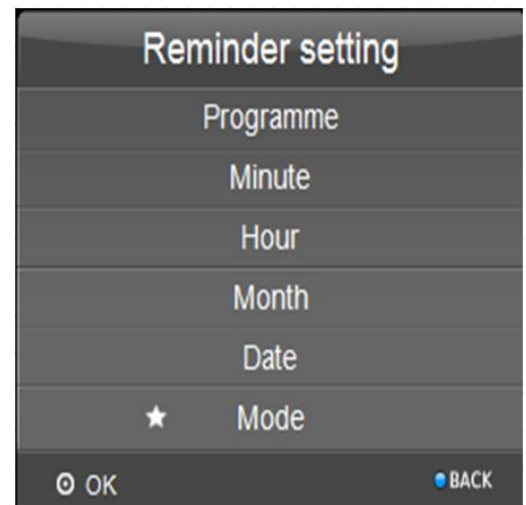 Reminder setting
Programme
Minute
Hour
Month
Date
Mode
OK BACK